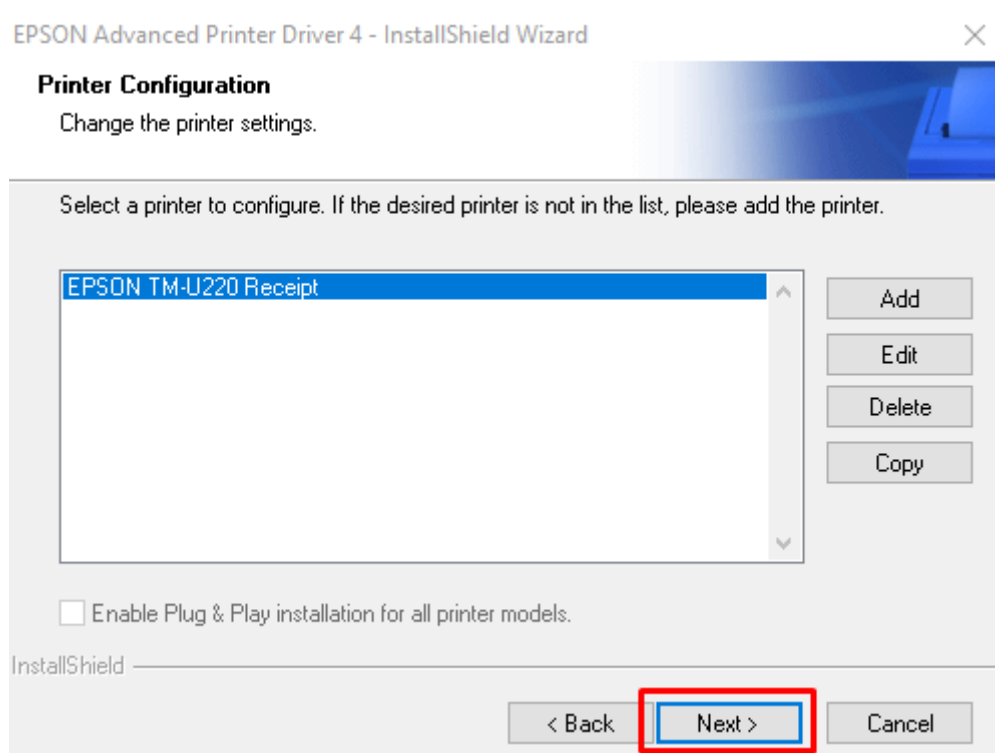 EPSON Advanced Printer Driver 4 - InstallShield Wizard
Printer Configuration
Change the printer settings.
Select a printer to configure. If the desired printer is not in the list, please add the printer.
EPSON TM-U220 Receipt
Add
Edit
Delete
Copy
Enable Plug & Play installation for all printer models.
InstallShield
< Back
Next >
Cancel